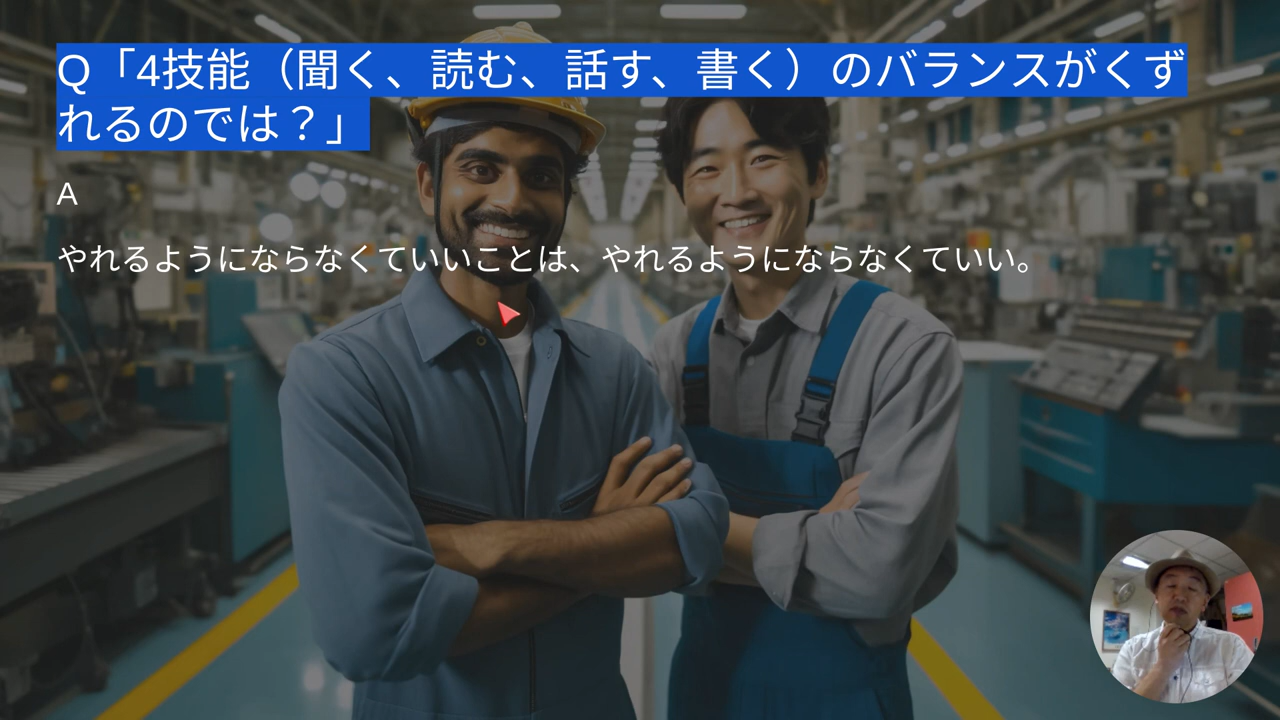 Q「4技能（聞く、読む、話す、書く）のバランスがくず
れるのでは？」
A
やれるようにならなくていいことは、やれるようにならなくていい。